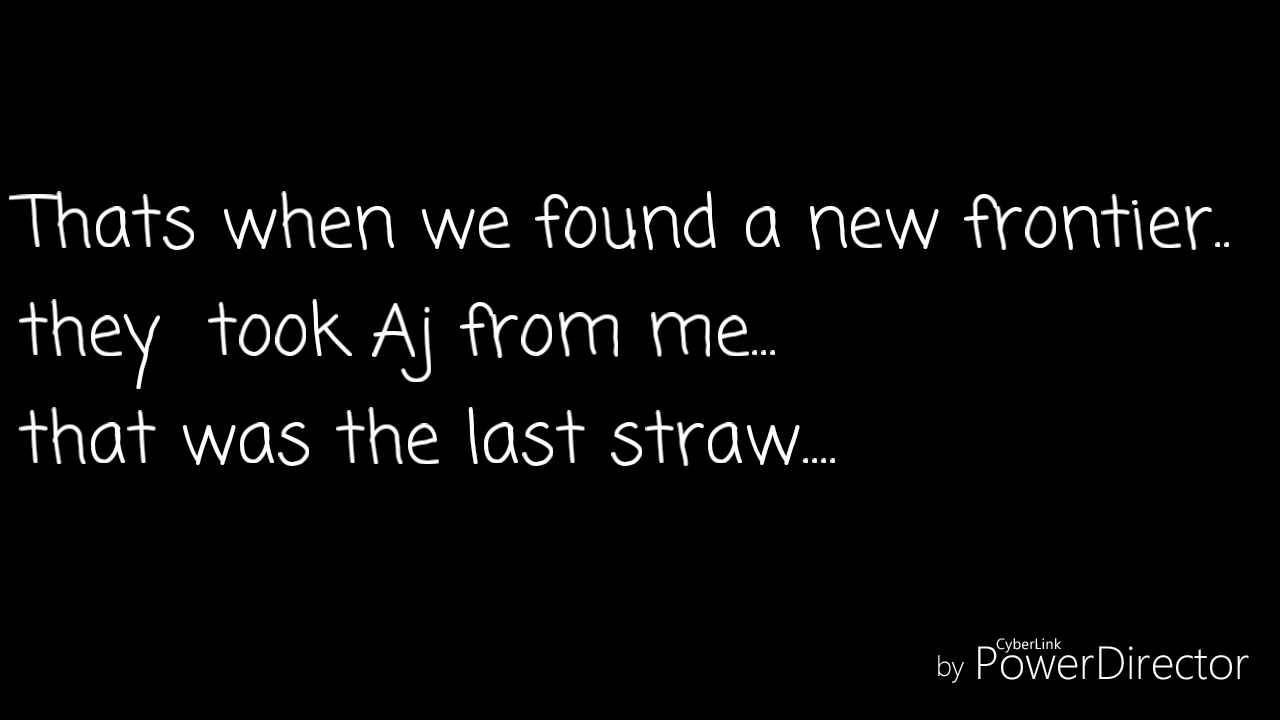 Thats when we found a new frontier..
they  took Aj from me...
that was the last straw....
by CyberLink PowerDirector